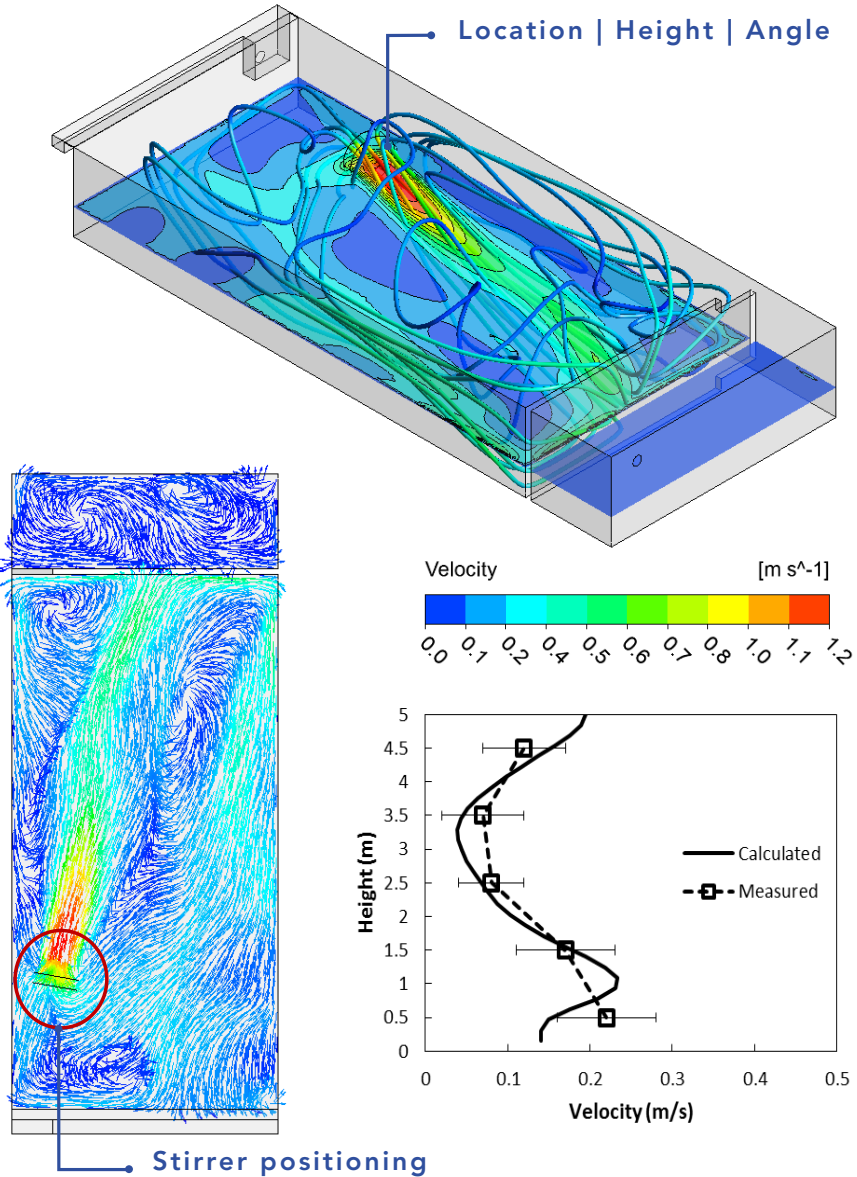 Location | Height | Angle
Velocity [m s^-1]
0.0 0.1 0.2 0.4 0.5 0.6 0.7 0.8 1.0 1.1 1.2
5
4.5
4
3.5
3
2.5
2
1.5
1
0.5
0
Height (m)
Calculated
Measured
0 0.1 0.2 0.3 0.4 0.5
Velocity (m/s)
Stirrer positioning